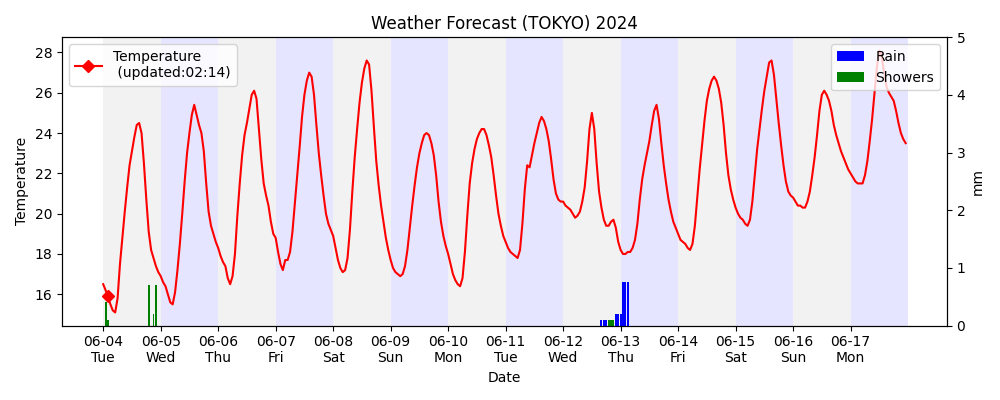 Weather Forecast (TOKYO) 2024
Temperature
(updated:02:14)
Rain
Showers
Temperature
28
26
24
22
20
18
16
5
4
3
2
1
0
mm
06-04 06-05 06-06 06-07 06-08 06-09 06-10 06-11 06-12 06-13 06-14 06-15 06-16 06-17
Tue Wed Thu Fri Sat Sun Mon Tue Wed Thu Fri Sat Sun Mon
Date